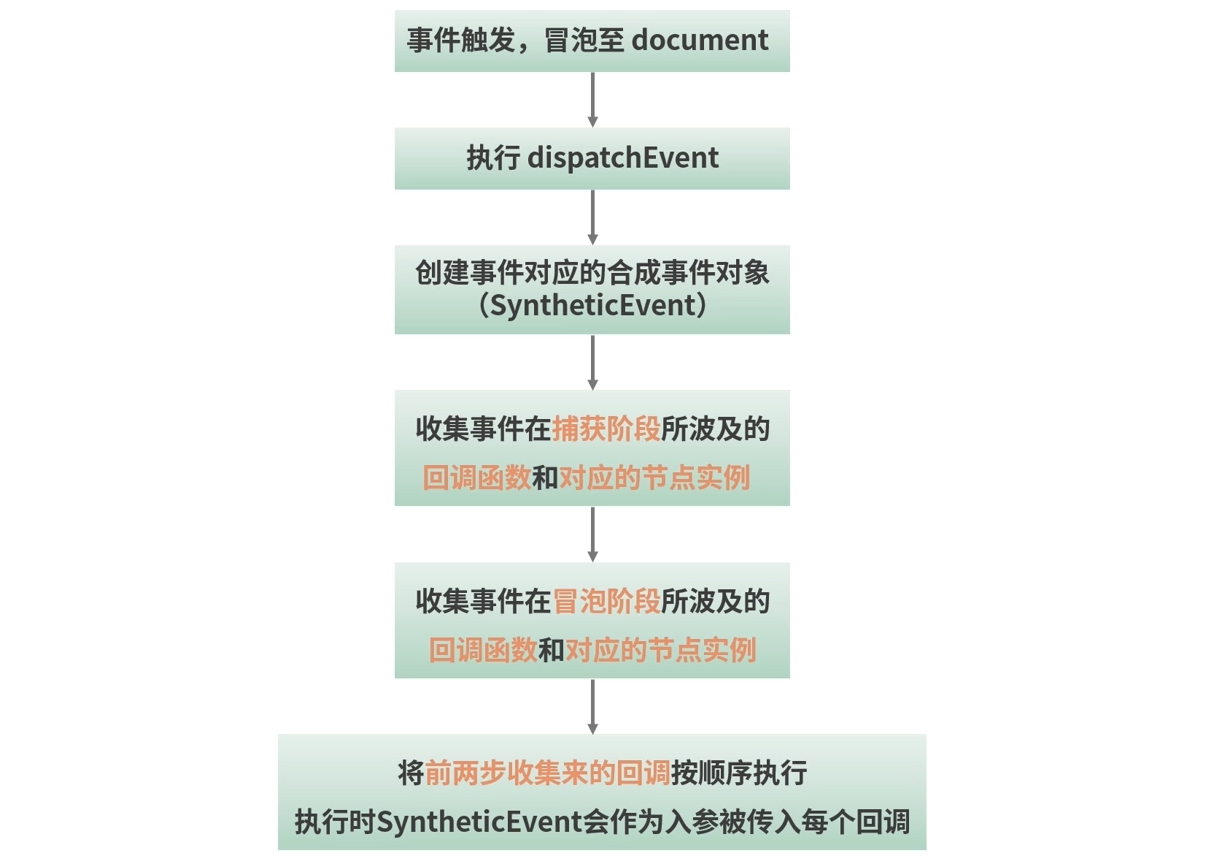 事件触发，冒泡至 document
执行 dispatchEvent
创建事件对应的合成事件对象
（SyntheticEvent）
收集事件在捕获阶段所波及的
回调函数和对应的节点实例
收集事件在冒泡阶段所波及的
回调函数和对应的节点实例
将前两步收集来的回调按顺序执行
执行时SyntheticEvent会作为入参被传入每个回调